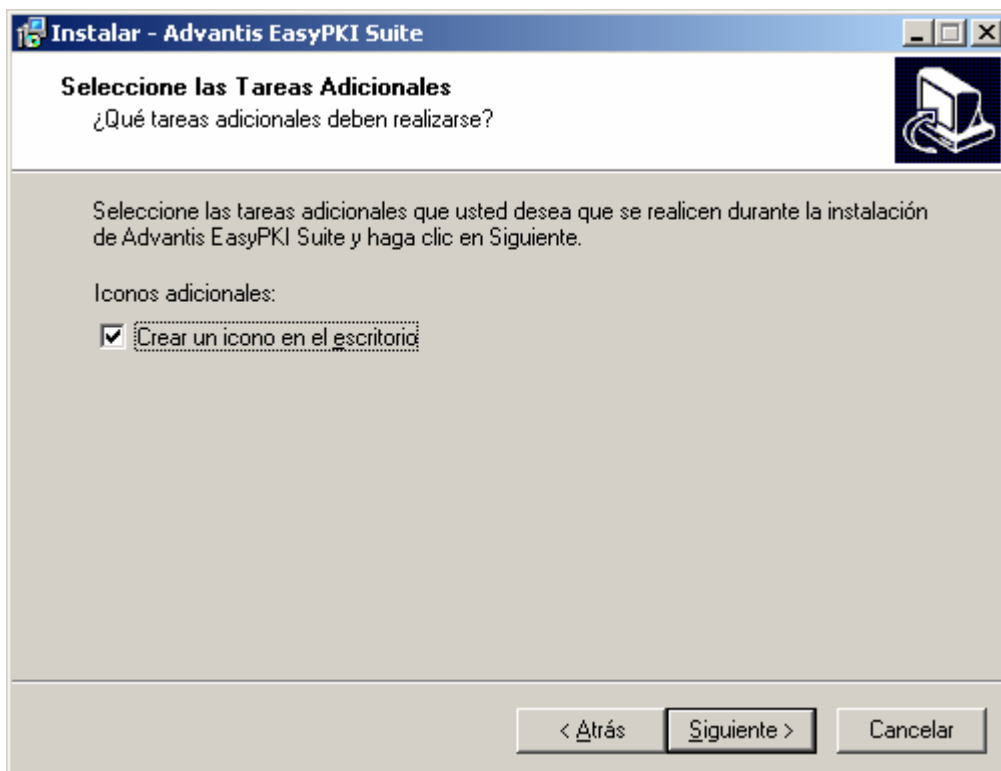 Instalar - Advantis EasyPKI Suite
Seleccione las Tareas Adicionales
¿Qué tareas adicionales deben realizarse?
Seleccione las tareas adicionales que usted desea que se realicen durante la instalación
de Advantis EasyPKI Suite y haga clic en Siguiente.
Iconos adicionales:
Crear un icono en el escritorio
< Atrás Siguiente > Cancelar